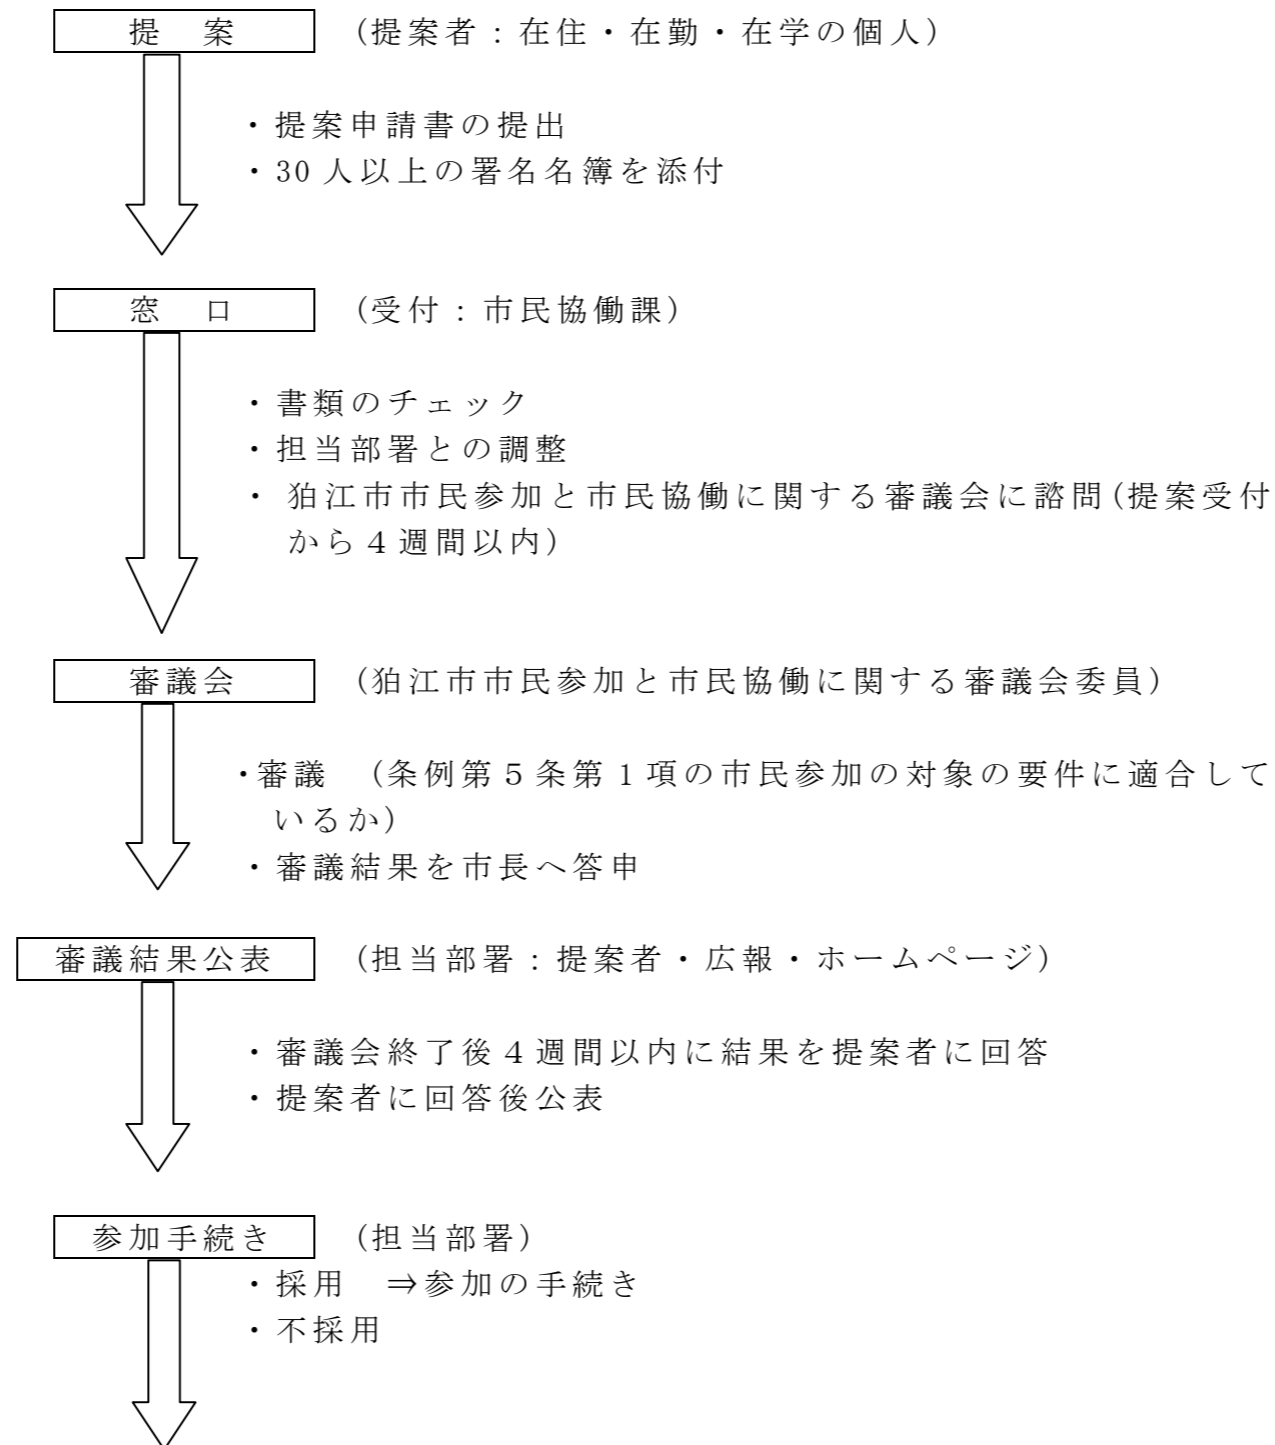 提　案　（提案者：在住・在勤・在学の個人）
・提案申請書の提出
・30人以上の署名名簿を添付
窓　口　（受付：市民協働課）
・書類のチェック
・担当部署との調整
・狛江市市民参加と市民協働に関する審議会に諮問（提案受付
から４週間以内）
審議会　（狛江市市民参加と市民協働に関する審議会委員）
・審議　（条例第５条第１項の市民参加の対象の要件に適合して
いるか）
・審議結果を市長へ答申
審議結果公表　（担当部署：提案者・広報・ホームページ）
・審議会終了後４週間以内に結果を提案者に回答
・提案者に回答後公表
参加手続き　（担当部署）
・採用　⇒参加の手続き
・不採用